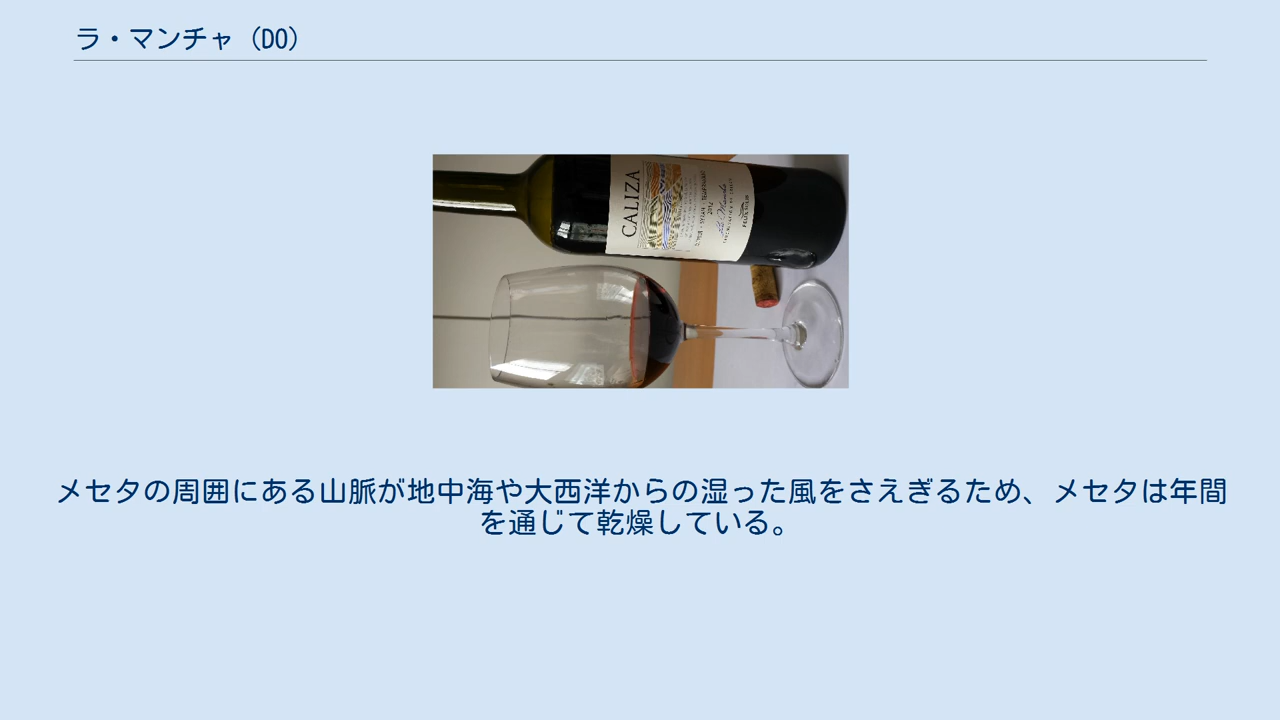 ラ・マンチャ (DO)
CALIZA
2012
メセタの周囲にある山脈が地中海や大西洋からの湿った風をさえぎるため、メセタは年間
を通じて乾燥している。